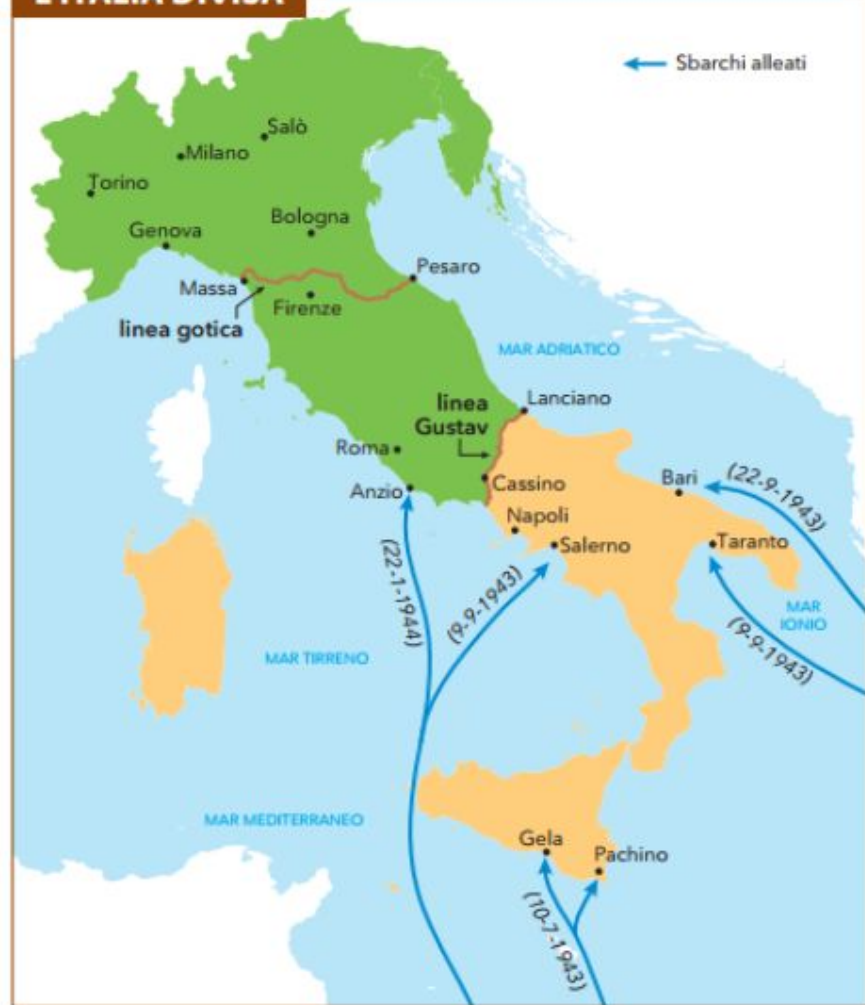 L'ITALIA DIVISA
Sbarchi alleati
Salò
Milano
Torino
Bologna
Genova
Pesaro
Massa
Firenze
linea gotica
MAR ADRIATICO
linea
Gustav
Lanciano
Roma
Cassino
Bari
(22-9-1943)
Anzio
Napoli
Salerno
Taranto
(22-1-1944)
(9-9-1943)
MAR
IONIO
(9-9-1943)
MAR TIRRENO
MAR MEDITERRANEO
Gela
Pachino
(10-7-1943)